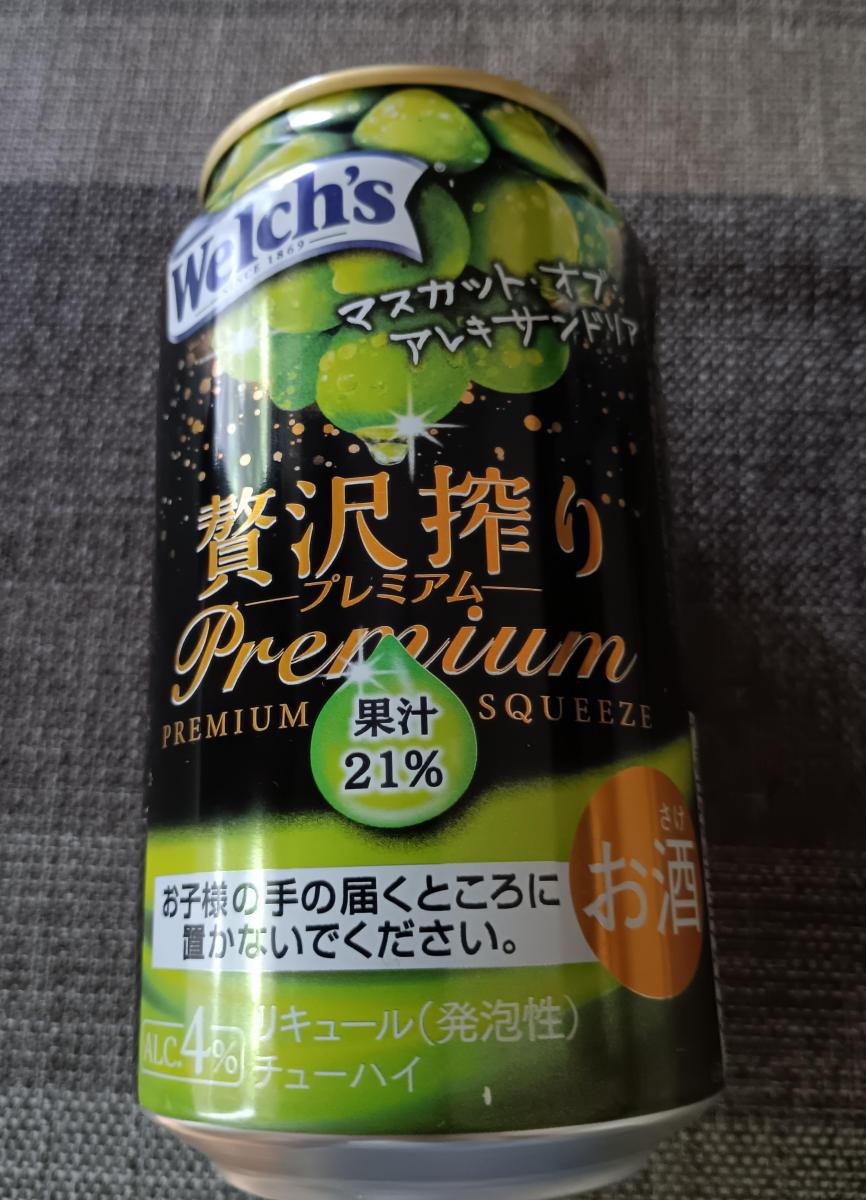 Welch's
SINCE 1869
マスカット・オブ・
アレキサンドリア
贅沢搾り
プレミアム
Premium
PREMIUM SQUEEZE
果汁
21%
さけ
お酒
お子様の手の届くところに
置かないでください。
ALC.4%
リキュール(発泡性)
チューハイ